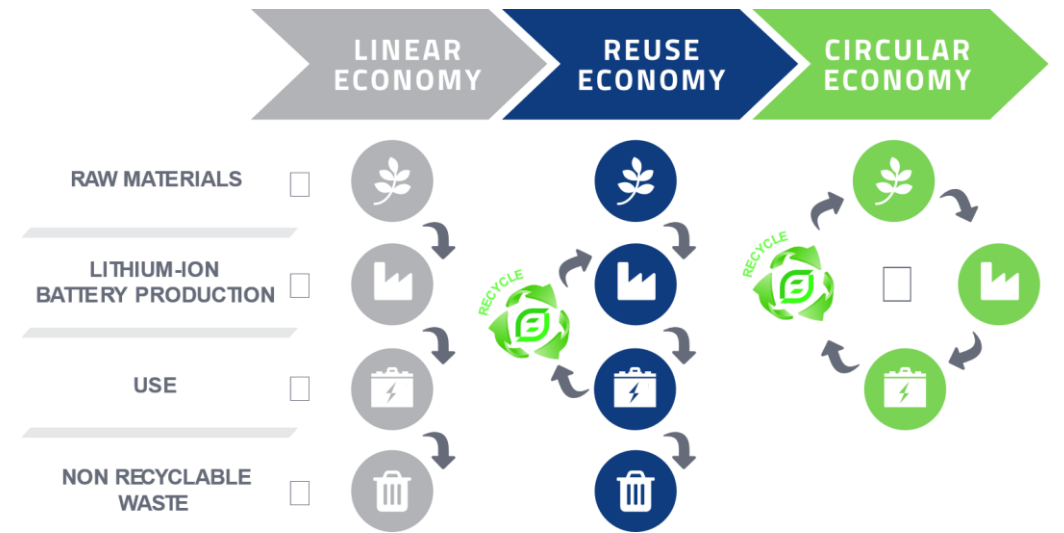 LINEAR
ECONOMY
REUSE
ECONOMY
CIRCULAR
ECONOMY
RAW MATERIALS
LITHIUM-ION
BATTERY PRODUCTION
RECYCLE
RECYCLE
USE
NON RECYCLABLE
WASTE